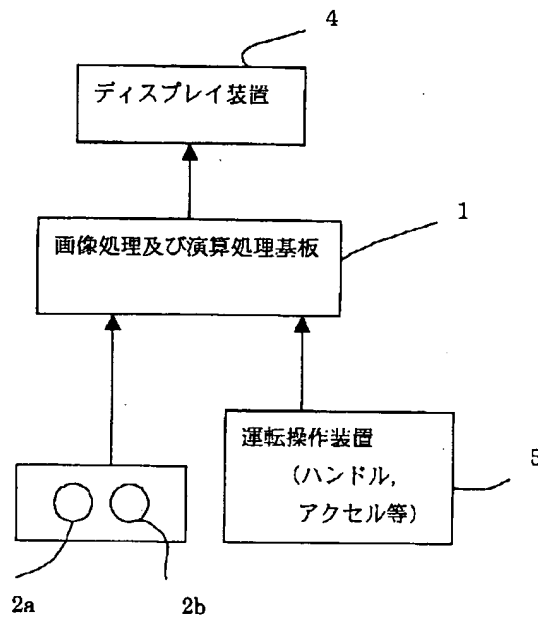 4
ディスプレイ装置
1
画像処理及び演算処理基板
運転操作装置
(ハンドル,
アクセル等)
5
2a
2b